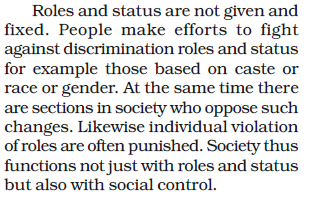 Roles and status are not given and
fixed. People make efforts to fight
against discrimination roles and status
for example those based on caste or
race or gender. At the same time there
are sections in society who oppose such
changes. Likewise individual violation
of roles are often punished. Society thus
functions not just with roles and status
but also with social control.